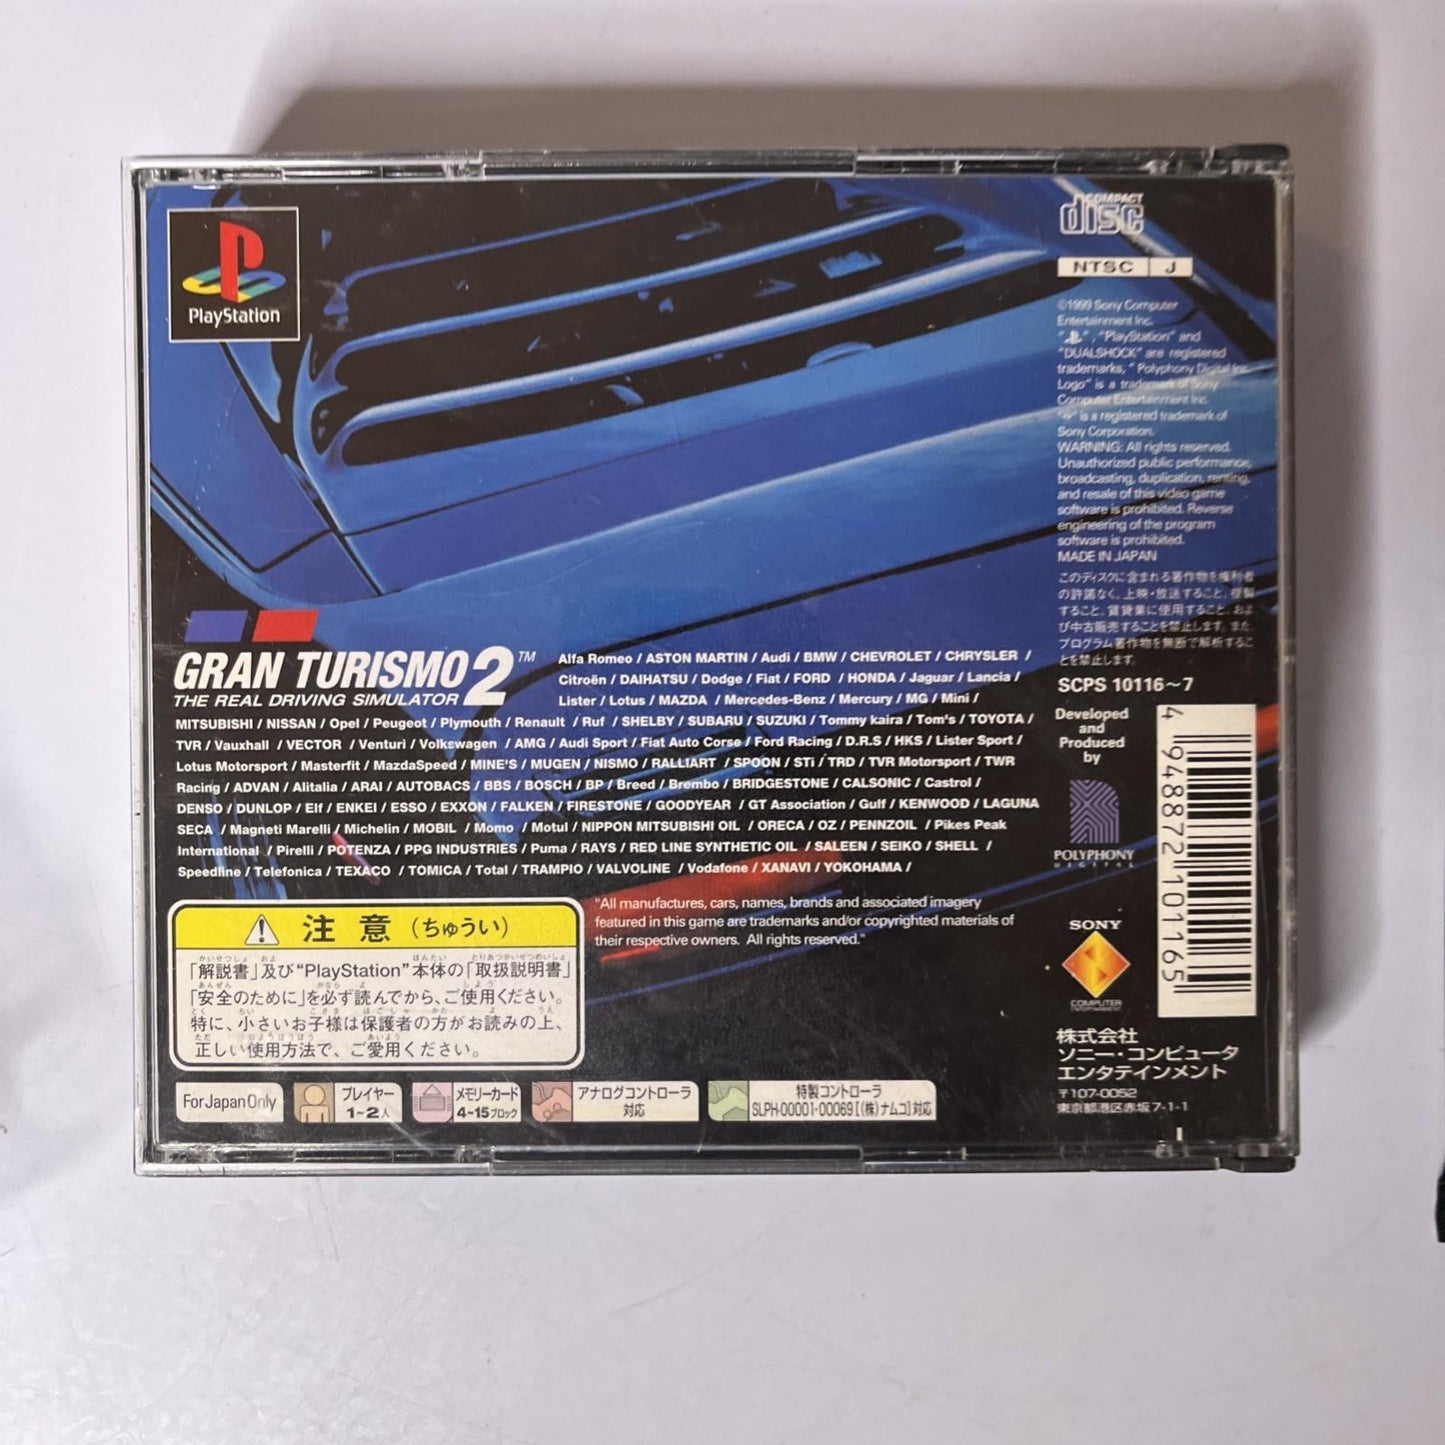 PlayStation
COMPACT
disc
NTSC J
©1999 Sony Computer
Entertainment Inc.
" ", "PlayStation" and
"DUALSHOCK" are registered
trademarks, " Polyphony Digital Inc.
Logo" is a trademark of Sony
Computer Entertainment Inc.
" " is a registered trademark of
Sony Corporation.
WARNING: All rights reserved.
Unauthorized public performance,
broadcasting, duplication, renting,
and resale of this video game
software is prohibited. Reverse
engineering of the program
software is prohibited.
MADE IN JAPAN
このディスクに含まれる著作物を権利者
の許諾なく、上映・放送すること、複製
すること、賃貸業に使用すること、およ
び中古販売することを禁止します。また
プログラム著作物を無断で解析するこ
とを禁止します。
SCPS 10116~7
GRAN TURISMO 2™
THE REAL DRIVING SIMULATOR
Alfa Romeo / ASTON MARTIN / Audi / BMW / CHEVROLET / CHRYSLER /
Citroën / DAIHATSU / Dodge / Fiat / FORD / HONDA / Jaguar / Lancia /
Lister / Lotus / MAZDA / Mercedes-Benz / Mercury / MG / Mini /
MITSUBISHI / NISSAN / Opel / Peugeot / Plymouth / Renault / Ruf / SHELBY / SUBARU / SUZUKI / Tommy kaira / Tom's / TOYOTA /
TVR / Vauxhall / VECTOR / Venturi / Volkswagen / AMG / Audi Sport / Fiat Auto Corse / Ford Racing / D.R.S / HKS / Lister Sport /
Lotus Motorsport / Masterfit / MazdaSpeed / MINE'S / MUGEN / NISMO / RALLIART / SPOON / STi / TRD / TVR Motorsport / TWR
Racing / ADVAN / Alitalia / ARAI / AUTOBACS / BBS / BOSCH / BP / Breed / Brembo / BRIDGESTONE / CALSONIC / Castrol /
DENSO / DUNLOP / Elf / ENKEI / ESSO / EXXON / FALKEN / FIRESTONE / GOODYEAR / GT Association / Gulf / KENWOOD / LAGUNA
SECA / Magneti Marelli / Michelin / MOBIL / Momo / Motul / NIPPON MITSUBISHI OIL / ORECA / OZ / PENNZOIL / Pikes Peak
International / Pirelli / POTENZA / PPG INDUSTRIES / Puma / RAYS / RED LINE SYNTHETIC OIL / SALEEN / SEIKO / SHELL /
Speedline / Telefonica / TEXACO / TOMICA / Total / TRAMPIO / VALVOLINE / Vodafone / XANAVI / YOKOHAMA /
"All manufactures, cars, names, brands and associated imagery
featured in this game are trademarks and/or copyrighted materials of
their respective owners. All rights reserved."
注意（ちゅうい）
「解説書」及び"PlayStation"本体の「取扱説明書」
「安全のために」を必ず読んでから、ご使用ください。
特に、小さいお子様は保護者の方がお読みの上、
正しい使用方法で、ご愛用ください。
For Japan Only
プレイヤー
1~2人
メモリーカード
4~15ブロック
アナログコントローラ
対応
特製コントローラ
SLPH-00001・00069[(株)ナムコ]対応
Developed
and
Produced
by
POLYPHONY
DIGITAL
SONY
COMPUTER
ENTERTAINMENT
株式会社
ソニー・コンピュータ
エンタテインメント
〒107-0052
東京都港区赤坂7-1-1
4 948872 101165